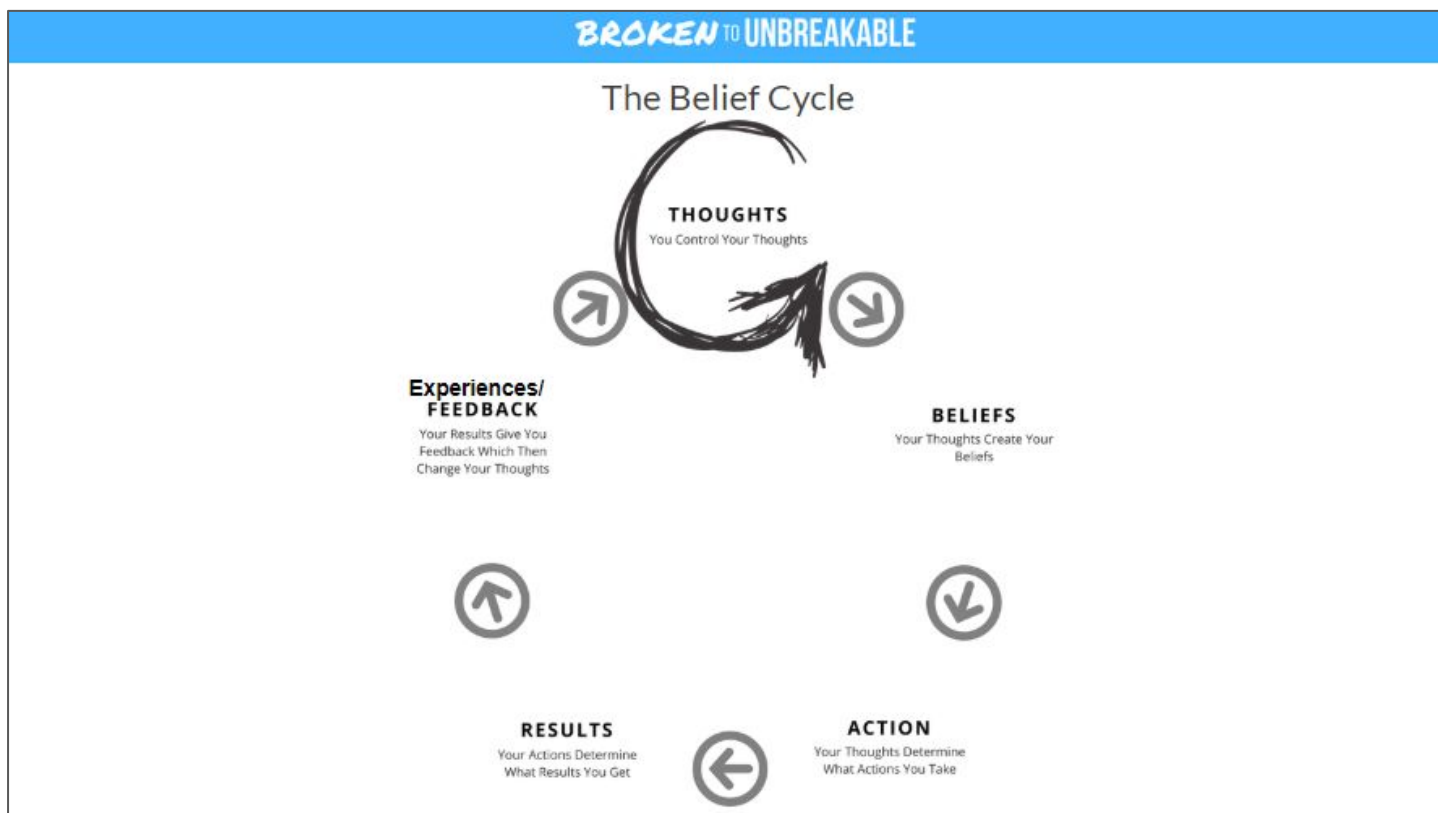 BROKEN TO UNBREAKABLE
The Belief Cycle
THOUGHTS
You Control Your Thoughts
Experiences/
FEEDBACK
Your Results Give You
Feedback Which Then
Change Your Thoughts
BELIEFS
Your Thoughts Create Your
Beliefs
RESULTS
Your Actions Determine
What Results You Get
ACTION
Your Thoughts Determine
What Actions You Take